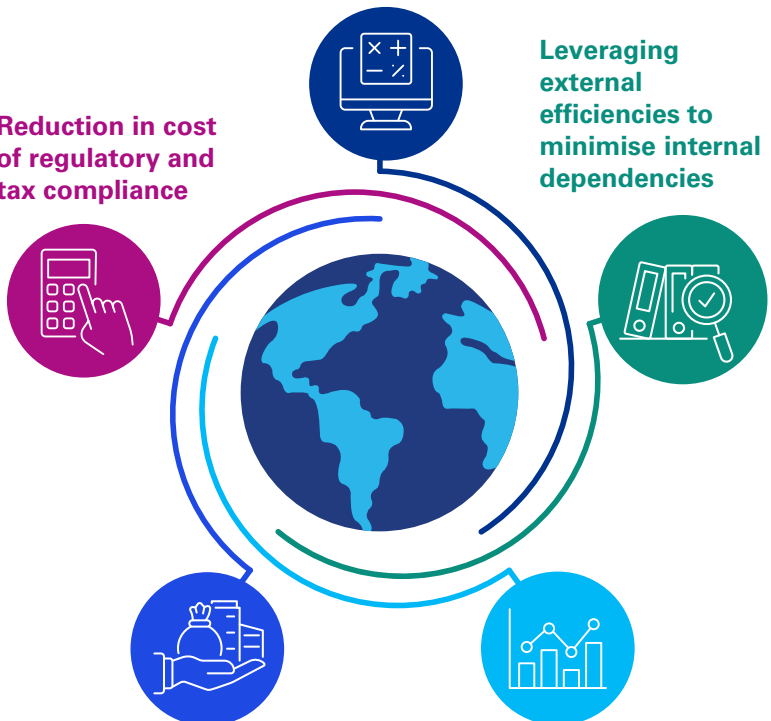 Reduction in cost
of regulatory and
tax compliance
Leveraging
external
efficiencies to
minimise internal
dependencies